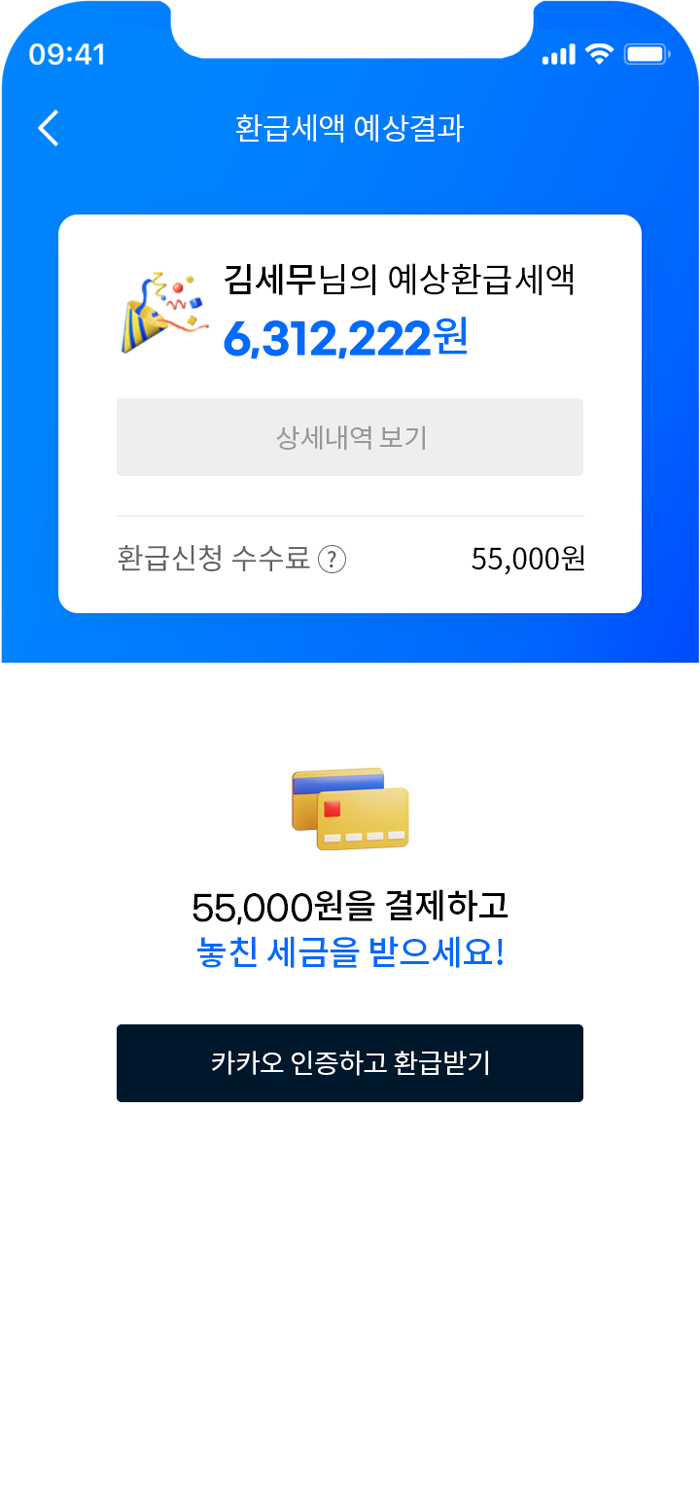 09:41
환급세액 예상결과
김세무님의 예상환급세액
6,312,222원
상세내역 보기
환급신청 수수료 ? 55,000원
55,000원을 결제하고
놓친 세금을 받으세요!
카카오 인증하고 환급받기